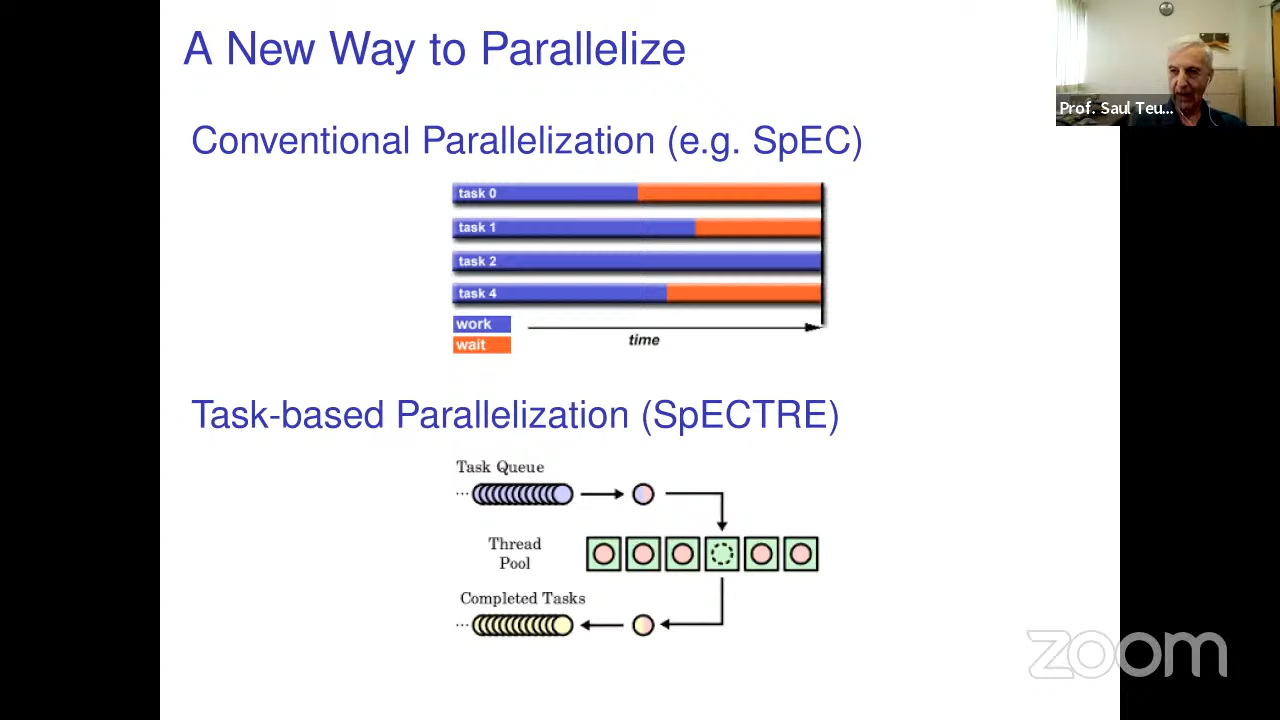 A New Way to Parallelize
Prof. Saul Teu...
Conventional Parallelization (e.g. SpEC)
task 0
task 1
task 2
task 4
work
wait
time
Task-based Parallelization (SpECTRE)
Task Queue
...
Thread
Pool
Completed Tasks
...
zoom